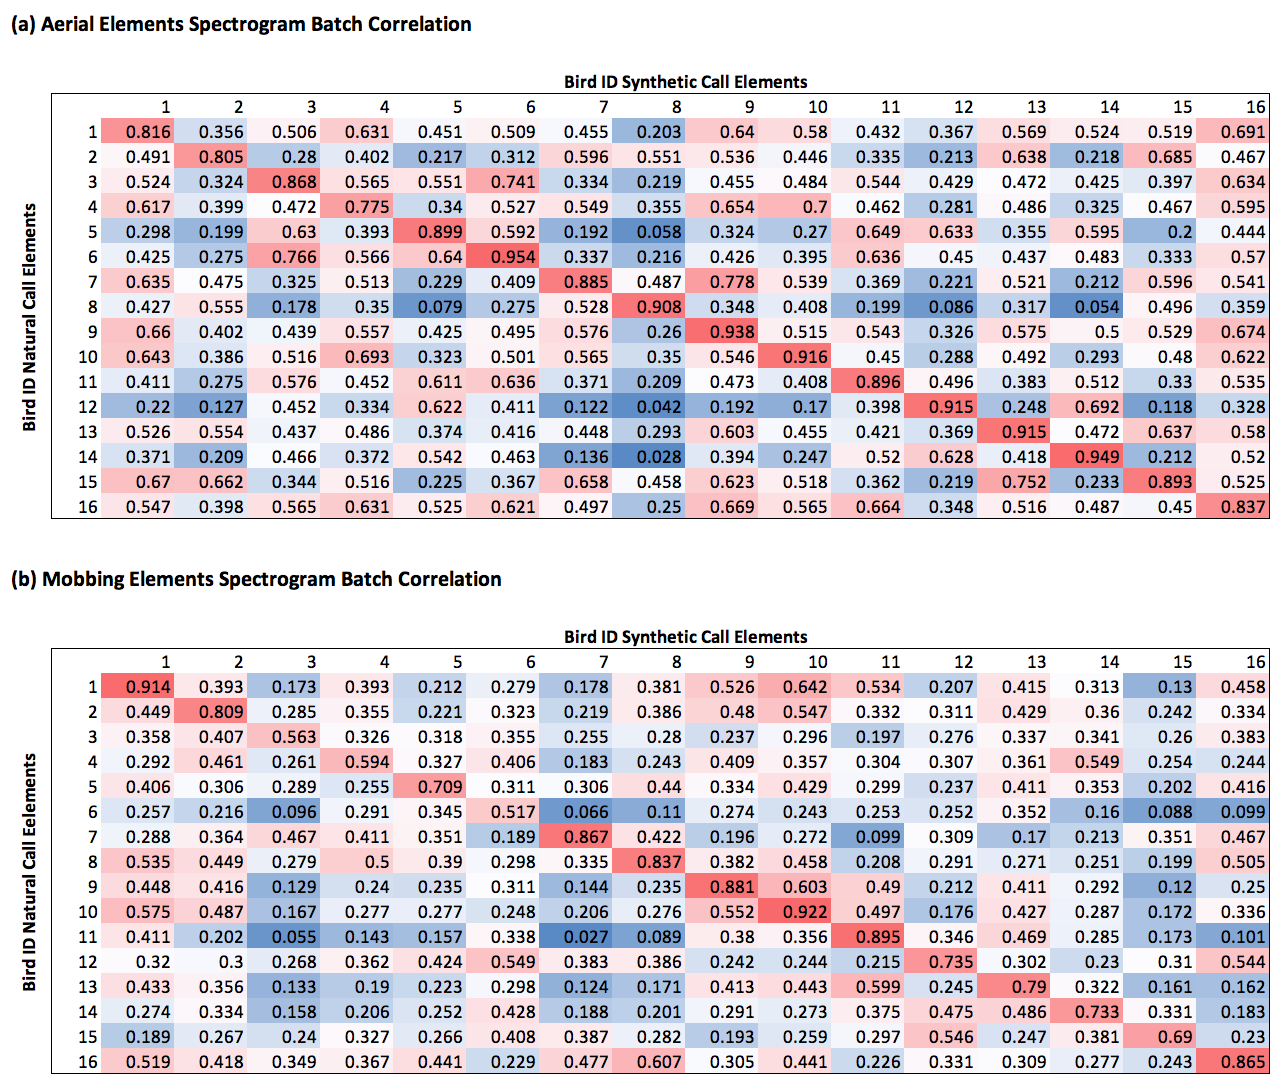 (a) Aerial Elements Spectrogram Batch Correlation
Bird ID Synthetic Call Elements
1 2 3 4 5 6 7 8 9 10 11 12 13 14 15 16
Bird ID Natural Call Elements
1 0.816 0.356 0.506 0.631 0.451 0.509 0.455 0.203 0.64 0.58 0.432 0.367 0.569 0.524 0.519 0.691
2 0.491 0.805 0.28 0.402 0.217 0.312 0.596 0.551 0.536 0.446 0.335 0.213 0.638 0.218 0.685 0.467
3 0.524 0.324 0.868 0.565 0.551 0.741 0.334 0.219 0.455 0.484 0.544 0.429 0.472 0.425 0.397 0.634
4 0.617 0.399 0.472 0.775 0.34 0.527 0.549 0.355 0.654 0.7 0.462 0.281 0.486 0.325 0.467 0.595
5 0.298 0.199 0.63 0.393 0.899 0.592 0.192 0.058 0.324 0.27 0.649 0.633 0.355 0.595 0.2 0.444
6 0.425 0.275 0.766 0.566 0.64 0.954 0.337 0.216 0.426 0.395 0.636 0.45 0.437 0.483 0.333 0.57
7 0.635 0.475 0.325 0.513 0.229 0.409 0.885 0.487 0.778 0.539 0.369 0.221 0.521 0.212 0.596 0.541
8 0.427 0.555 0.178 0.35 0.079 0.275 0.528 0.908 0.348 0.408 0.199 0.086 0.317 0.054 0.496 0.359
9 0.66 0.402 0.439 0.557 0.425 0.495 0.576 0.26 0.938 0.515 0.543 0.326 0.575 0.5 0.529 0.674
10 0.643 0.386 0.516 0.693 0.323 0.501 0.565 0.35 0.546 0.916 0.45 0.288 0.492 0.293 0.48 0.622
11 0.411 0.275 0.576 0.452 0.611 0.636 0.371 0.209 0.473 0.408 0.896 0.496 0.383 0.512 0.33 0.535
12 0.22 0.127 0.452 0.334 0.622 0.411 0.122 0.042 0.192 0.17 0.398 0.915 0.248 0.692 0.118 0.328
13 0.526 0.554 0.437 0.486 0.374 0.416 0.448 0.293 0.603 0.455 0.421 0.369 0.915 0.472 0.637 0.58
14 0.371 0.209 0.466 0.372 0.542 0.463 0.136 0.028 0.394 0.247 0.52 0.628 0.418 0.949 0.212 0.52
15 0.67 0.662 0.344 0.516 0.225 0.367 0.658 0.458 0.623 0.518 0.362 0.219 0.752 0.233 0.893 0.525
16 0.547 0.398 0.565 0.631 0.525 0.621 0.497 0.25 0.669 0.565 0.664 0.348 0.516 0.487 0.45 0.837
(b) Mobbing Elements Spectrogram Batch Correlation
Bird ID Synthetic Call Elements
1 2 3 4 5 6 7 8 9 10 11 12 13 14 15 16
Bird ID Natural Call Eelements
1 0.914 0.393 0.173 0.393 0.212 0.279 0.178 0.381 0.526 0.642 0.534 0.207 0.415 0.313 0.13 0.458
2 0.449 0.809 0.285 0.355 0.221 0.323 0.219 0.386 0.48 0.547 0.332 0.311 0.429 0.36 0.242 0.334
3 0.358 0.407 0.563 0.326 0.318 0.355 0.255 0.28 0.237 0.296 0.197 0.276 0.337 0.341 0.26 0.383
4 0.292 0.461 0.261 0.594 0.327 0.406 0.183 0.243 0.409 0.357 0.304 0.307 0.361 0.549 0.254 0.244
5 0.406 0.306 0.289 0.255 0.709 0.311 0.306 0.44 0.334 0.429 0.299 0.237 0.411 0.353 0.202 0.416
6 0.257 0.216 0.096 0.291 0.345 0.517 0.066 0.11 0.274 0.243 0.253 0.252 0.352 0.16 0.088 0.099
7 0.288 0.364 0.467 0.411 0.351 0.189 0.867 0.422 0.196 0.272 0.099 0.309 0.17 0.213 0.351 0.467
8 0.535 0.449 0.279 0.5 0.39 0.298 0.335 0.837 0.382 0.458 0.208 0.291 0.271 0.251 0.199 0.505
9 0.448 0.416 0.129 0.24 0.235 0.311 0.144 0.235 0.881 0.603 0.49 0.212 0.411 0.292 0.12 0.25
10 0.575 0.487 0.167 0.277 0.277 0.248 0.206 0.276 0.552 0.922 0.497 0.176 0.427 0.287 0.172 0.336
11 0.411 0.202 0.055 0.143 0.157 0.338 0.027 0.089 0.38 0.356 0.895 0.346 0.469 0.285 0.173 0.101
12 0.32 0.3 0.268 0.362 0.424 0.549 0.383 0.386 0.242 0.244 0.215 0.735 0.302 0.23 0.31 0.544
13 0.433 0.356 0.133 0.19 0.223 0.298 0.124 0.171 0.413 0.443 0.599 0.245 0.79 0.322 0.161 0.162
14 0.274 0.334 0.158 0.206 0.252 0.428 0.188 0.201 0.291 0.273 0.375 0.475 0.486 0.733 0.331 0.183
15 0.189 0.267 0.24 0.327 0.266 0.408 0.387 0.282 0.193 0.259 0.297 0.546 0.247 0.381 0.69 0.23
16 0.519 0.418 0.349 0.367 0.441 0.229 0.477 0.607 0.305 0.441 0.226 0.331 0.309 0.277 0.243 0.865